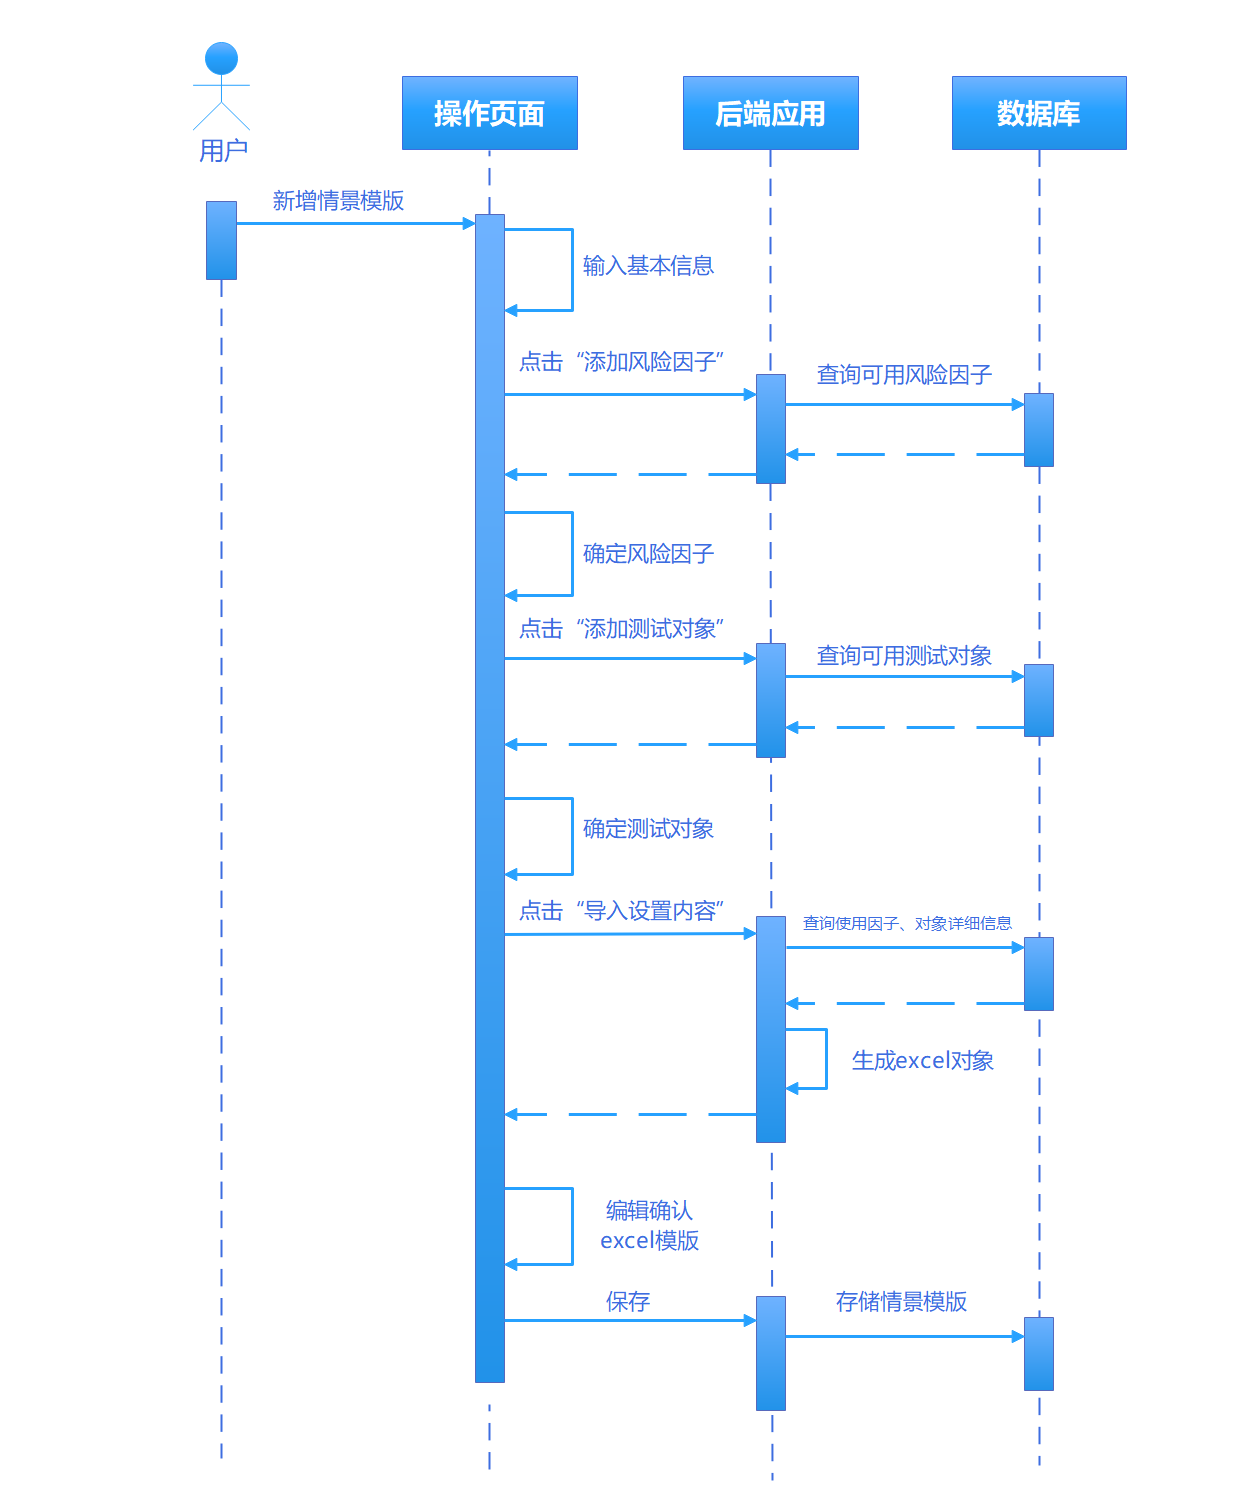 用户
操作页面
后端应用
数据库
新增情景模版
输入基本信息
点击“添加风险因子”
查询可用风险因子
确定风险因子
点击“添加测试对象”
查询可用测试对象
确定测试对象
点击“导入设置内容”
查询使用因子、对象详细信息
生成excel对象
编辑确认
excel模版
保存
存储情景模版